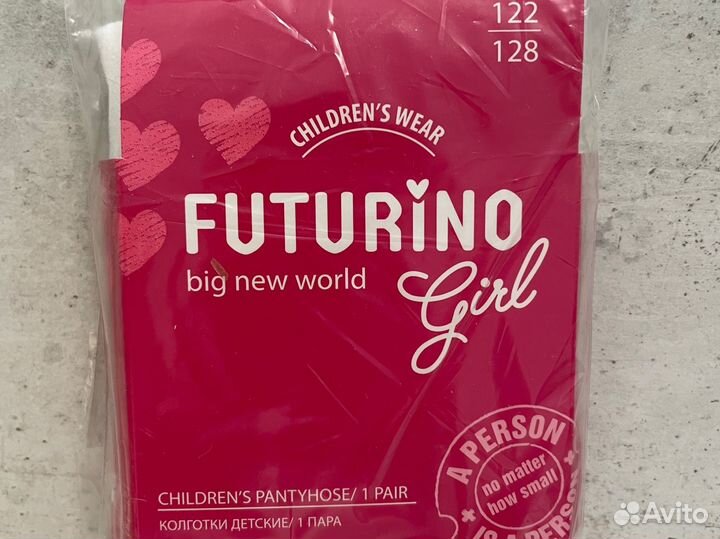 122
128
CHILDREN'S WEAR
FUTURINO
big new world
Girl
A PERSON
no matter
how small
IS A PERSON
CHILDREN'S PANTYHOSE/ 1 PAIR
КОЛГОТКИ ДЕТСКИЕ/ 1 ПАРА
Avito